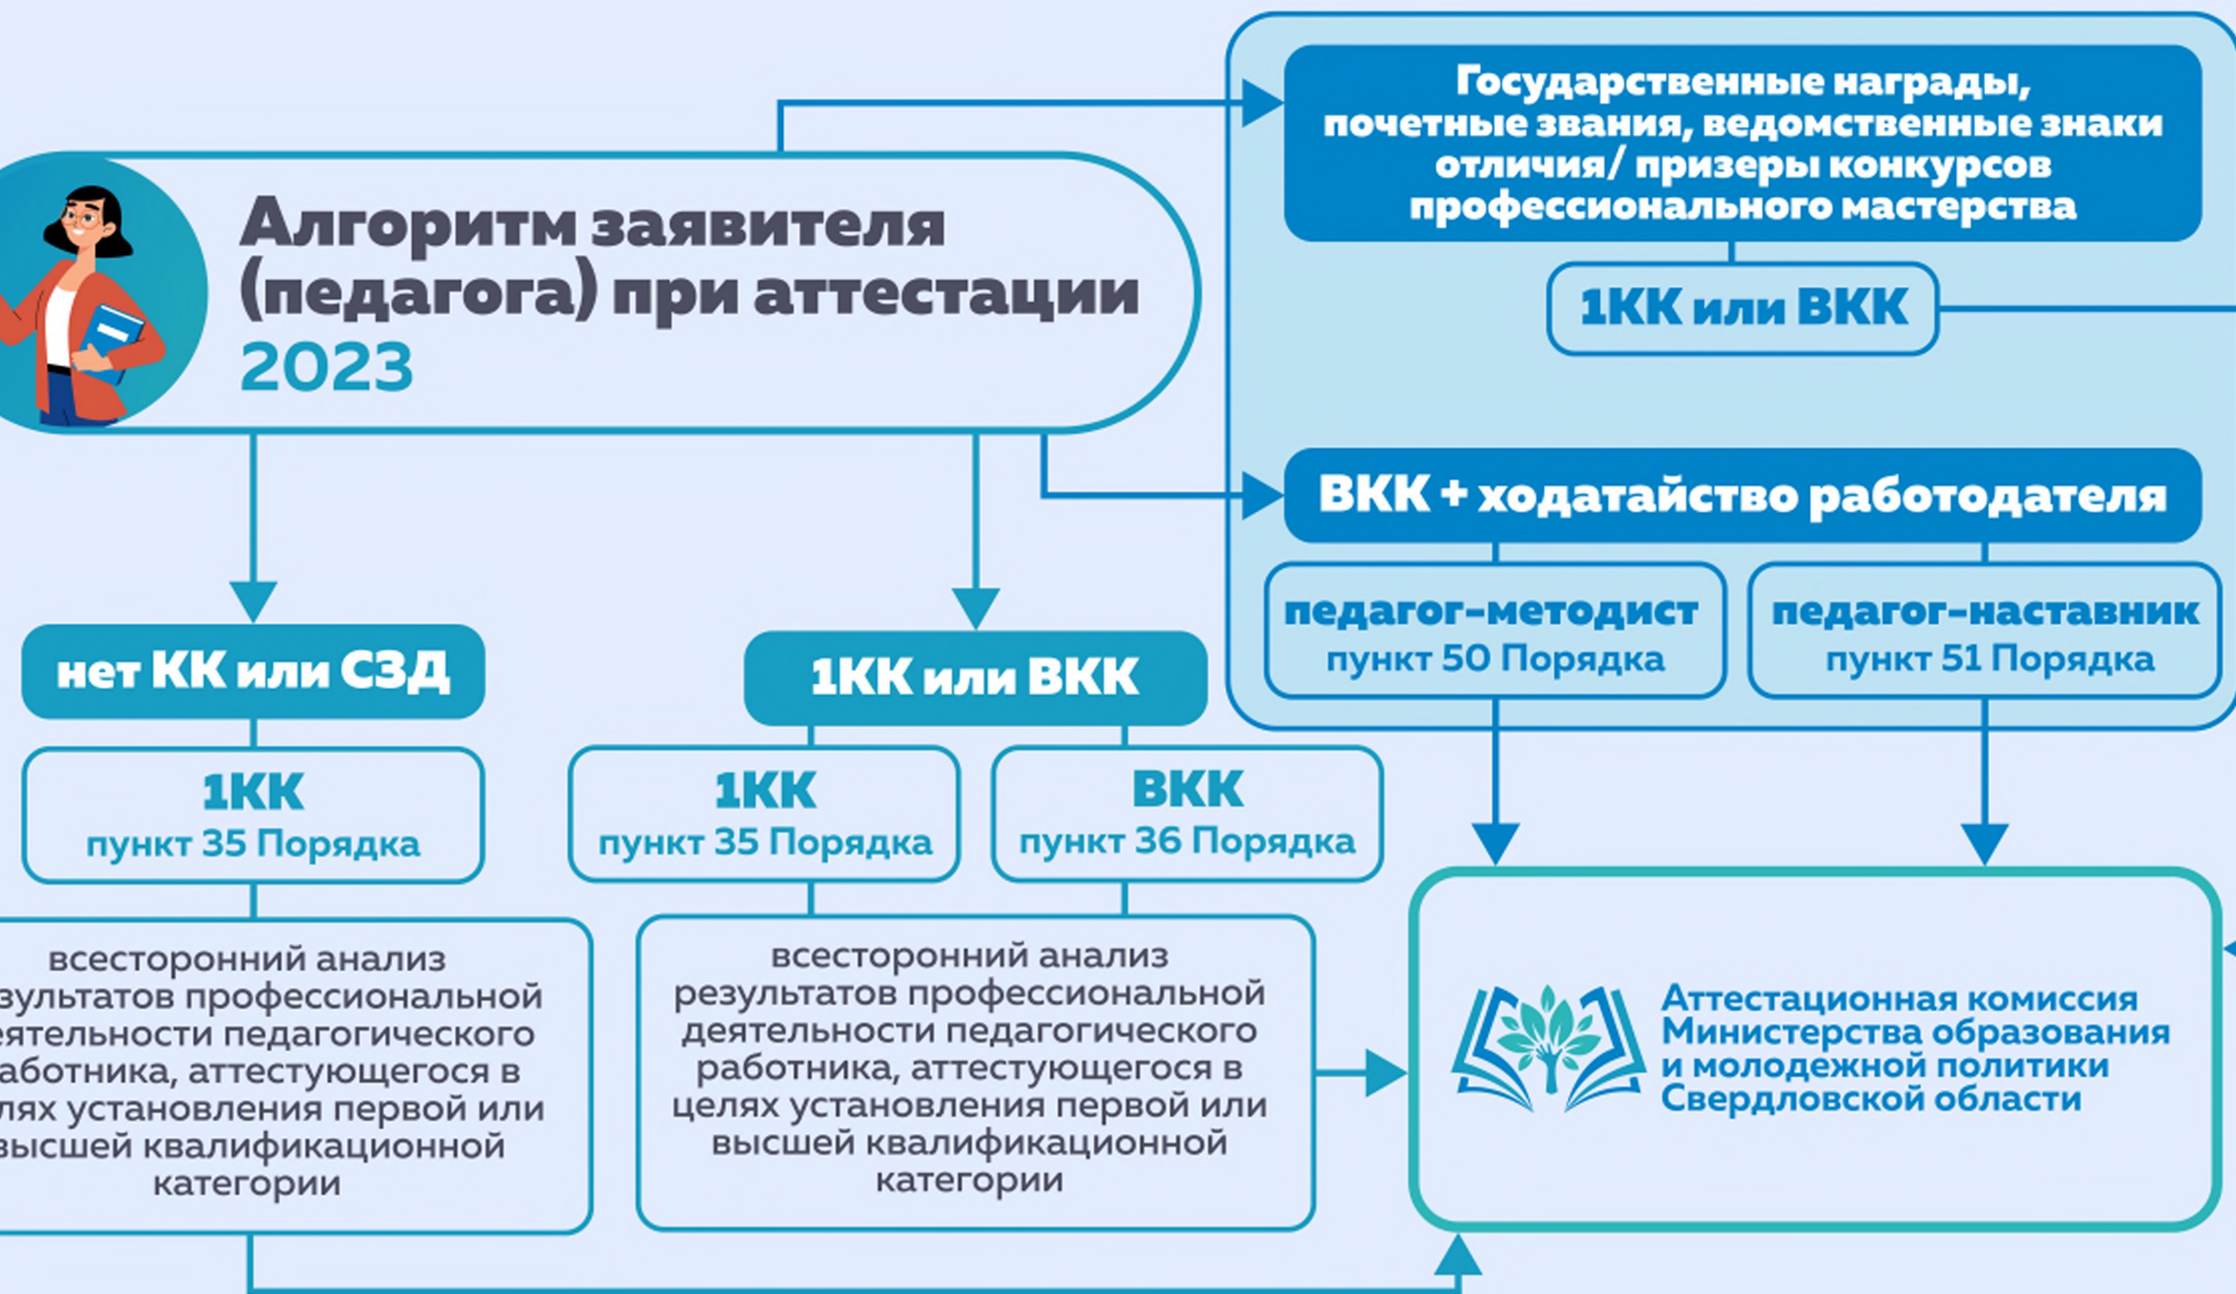 Алгоритм заявителя
(педагога) при аттестации
2023
Государственные награды,
почетные звания, ведомственные знаки
отличия/ призеры конкурсов
профессионального мастерства
1КК или ВКК
ВКК + ходатайство работодателя
педагог-методист
пункт 50 Порядка
педагог-наставник
пункт 51 Порядка
нет КК или СЗД
1КК
пункт 35 Порядка
всесторонний анализ
профессиональной
педагогического
аттестующегося в
установления первой или
квалификационной
категории
1КК или ВКК
1КК
пункт 35 Порядка
ВКК
пункт 36 Порядка
всесторонний анализ
результатов профессиональной
деятельности педагогического
работника, аттестующегося в
целях установления первой или
высшей квалификационной
категории
Аттестационная комиссия
Министерства образования
и молодежной политики
Свердловской области